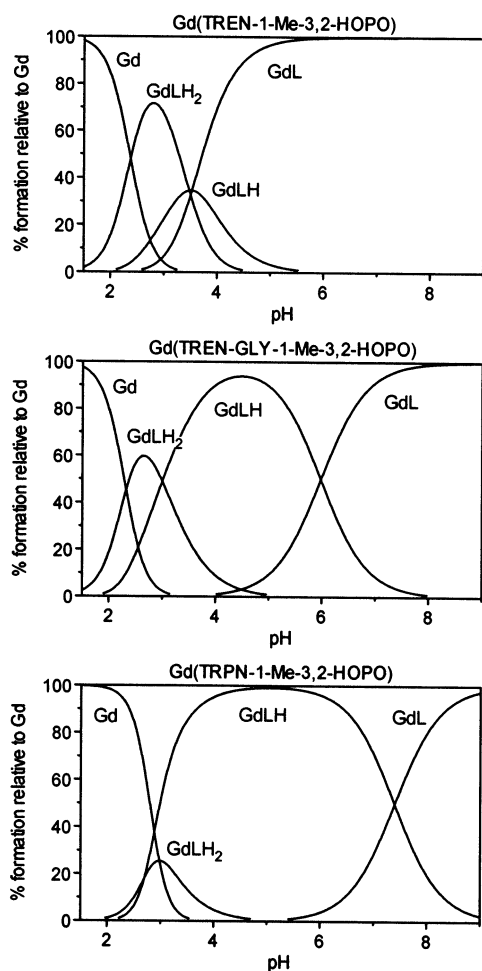 Gd(TREN-1-Me-3,2-HOPO)
100
80
60
40
20
0
% formation relative to Gd
Gd
GdLH₂
GdL
GdLH
2 4 6 8
pH
Gd(TREN-GLY-1-Me-3,2-HOPO)
100
80
60
40
20
0
% formation relative to Gd
Gd
GdLH₂
GdLH
GdL
2 4 6 8
pH
Gd(TRPN-1-Me-3,2-HOPO)
100
80
60
40
20
0
% formation relative to Gd
Gd
GdLH
GdL
GdLH₂
2 4 6 8
pH